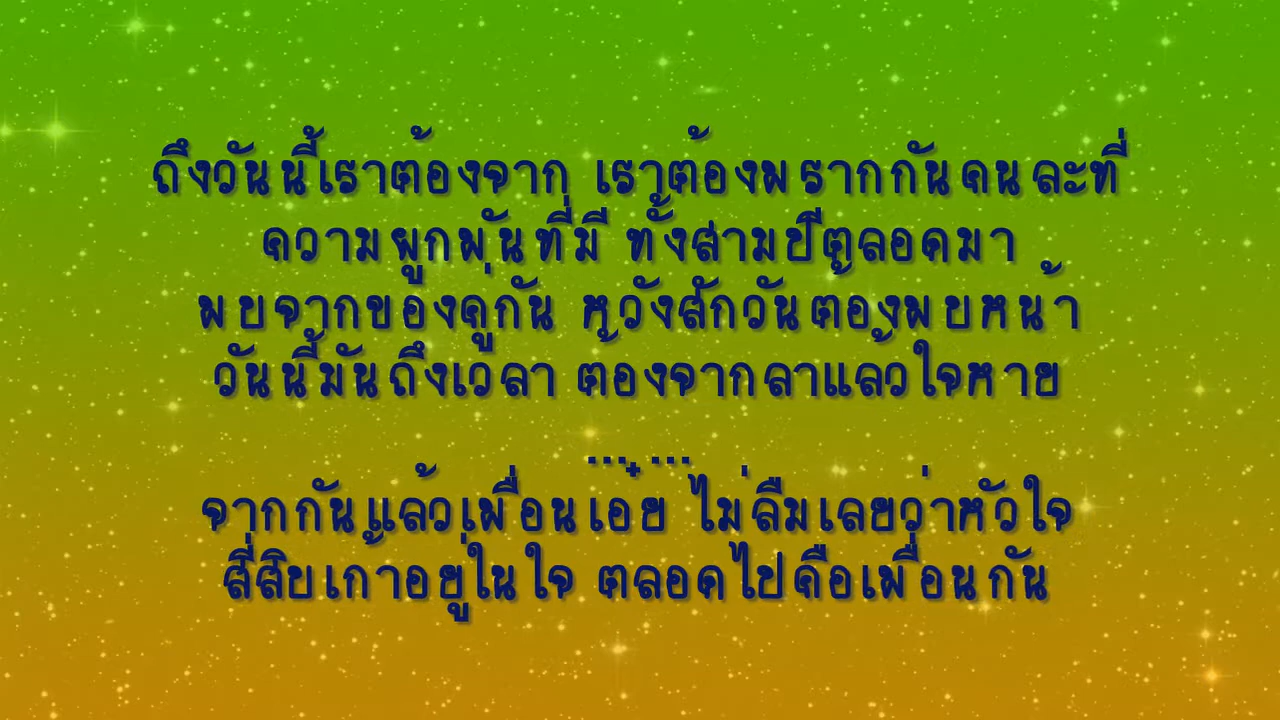 ถึงวันนี้เราต้องจาก เราต้องพรากกันคนละที่
ความผูกพันที่มี ทั้งสามปีตลอดมา
พบจากของคู่กัน หวังสักวันต้องพบหน้า
วันนี้มันถึงเวลา ต้องจากลาแล้วใจหาย
... ...
จากกันแล้วเพื่อนเอ๋ย ไม่ลืมเลยว่าหัวใจ
สี่สิบเก้าอยู่ในใจ ตลอดไปคือเพื่อนกัน